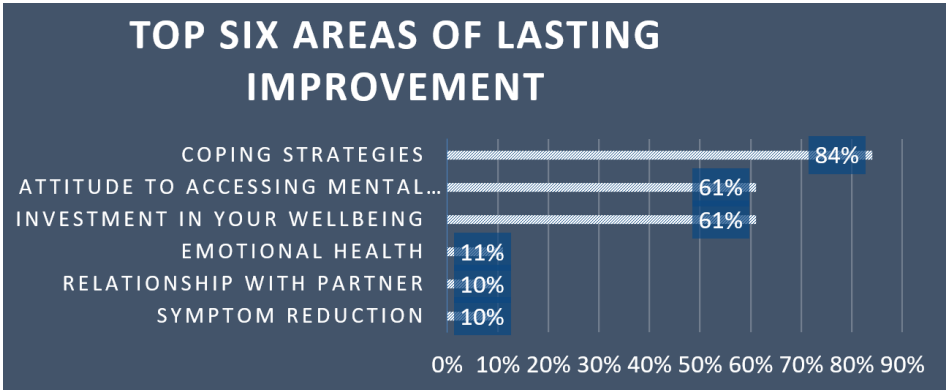 TOP SIX AREAS OF LASTING
IMPROVEMENT
COPING STRATEGIES 84%
ATTITUDE TO ACCESSING MENTAL… 61%
INVESTMENT IN YOUR WELLBEING 61%
EMOTIONAL HEALTH 11%
RELATIONSHIP WITH PARTNER 10%
SYMPTOM REDUCTION 10%
0% 10% 20% 30% 40% 50% 60% 70% 80% 90%